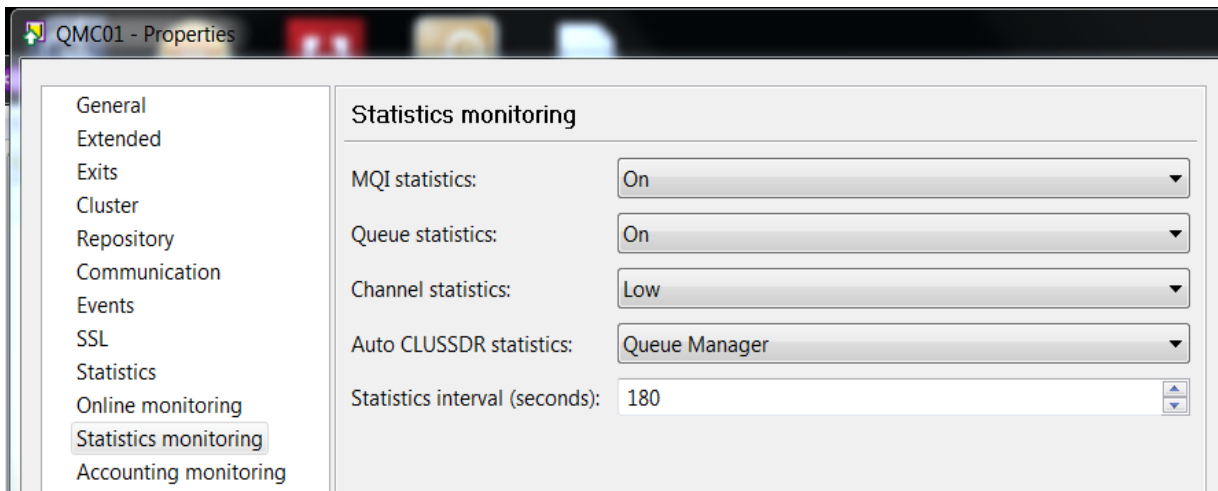 QMC01 - Properties
General
Extended
Exits
Cluster
Repository
Communication
Events
SSL
Statistics
Online monitoring
Statistics monitoring
Accounting monitoring
Statistics monitoring
MQI statistics: On
Queue statistics: On
Channel statistics: Low
Auto CLUSSDR statistics: Queue Manager
Statistics interval (seconds): 180